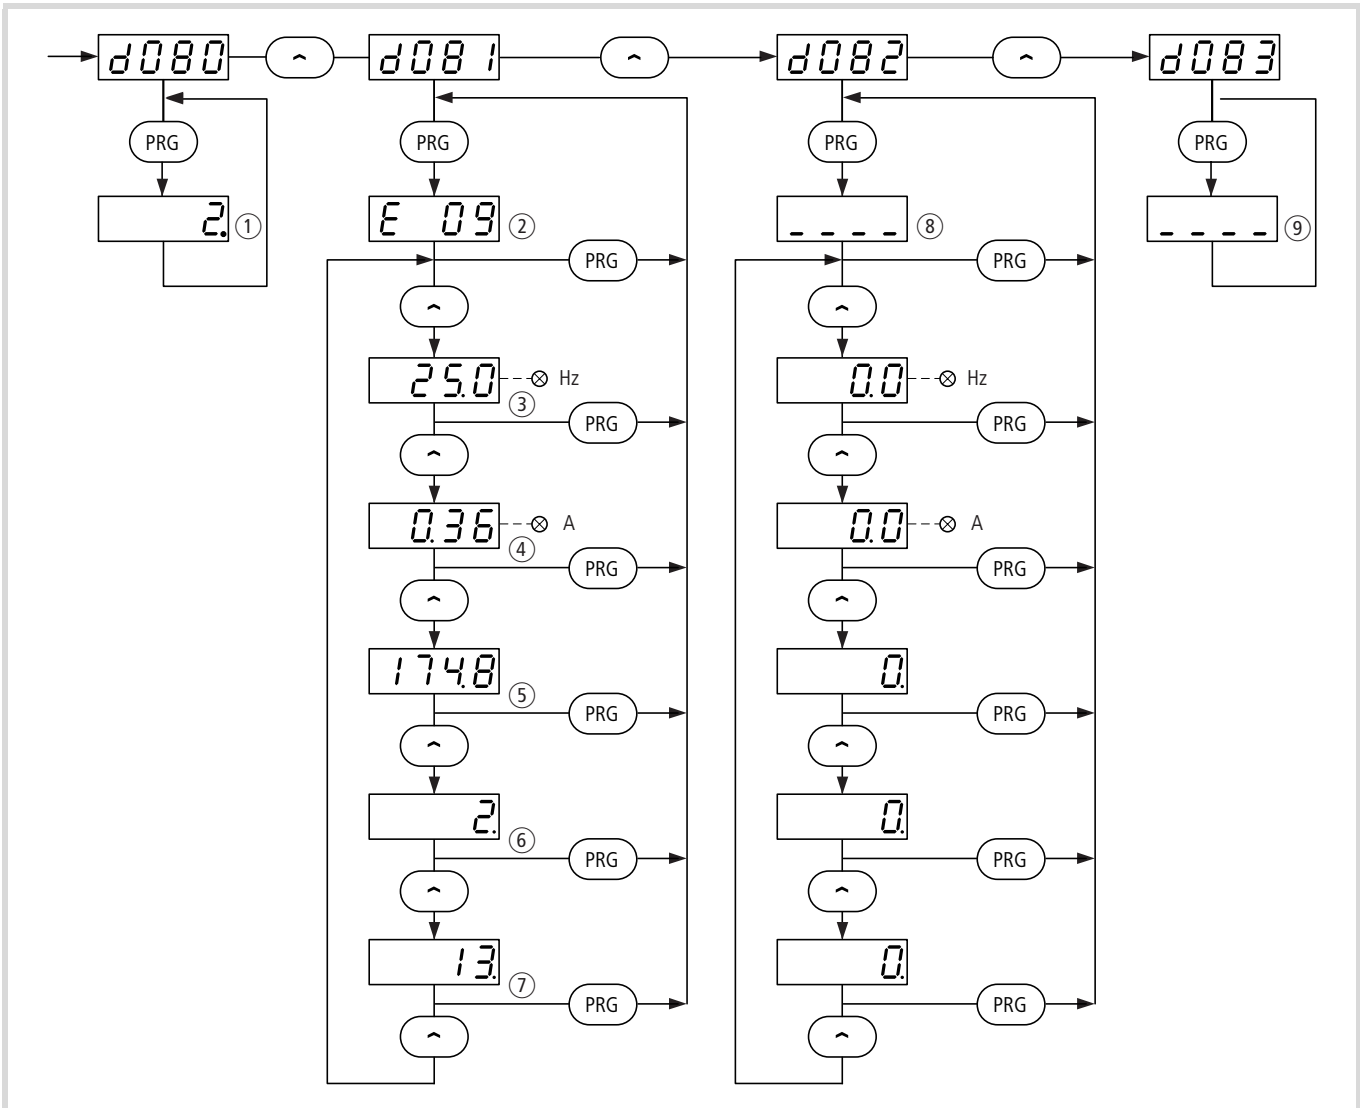 d080 ^ d081 ^ d082 ^ d083
PRG PRG PRG PRG
2. ① E 09 ② _ _ _ _ ⑧ _ _ _ _ ⑨
PRG PRG
^ ^
25.0 Hz 0.0 Hz
③
PRG PRG
^ ^
0.36 A 0.0 A
④
PRG PRG
^ ^
174.8 0.
⑤
PRG PRG
^ ^
2. 0.
⑥
PRG PRG
^ ^
13. 0.
⑦
PRG PRG
^ ^